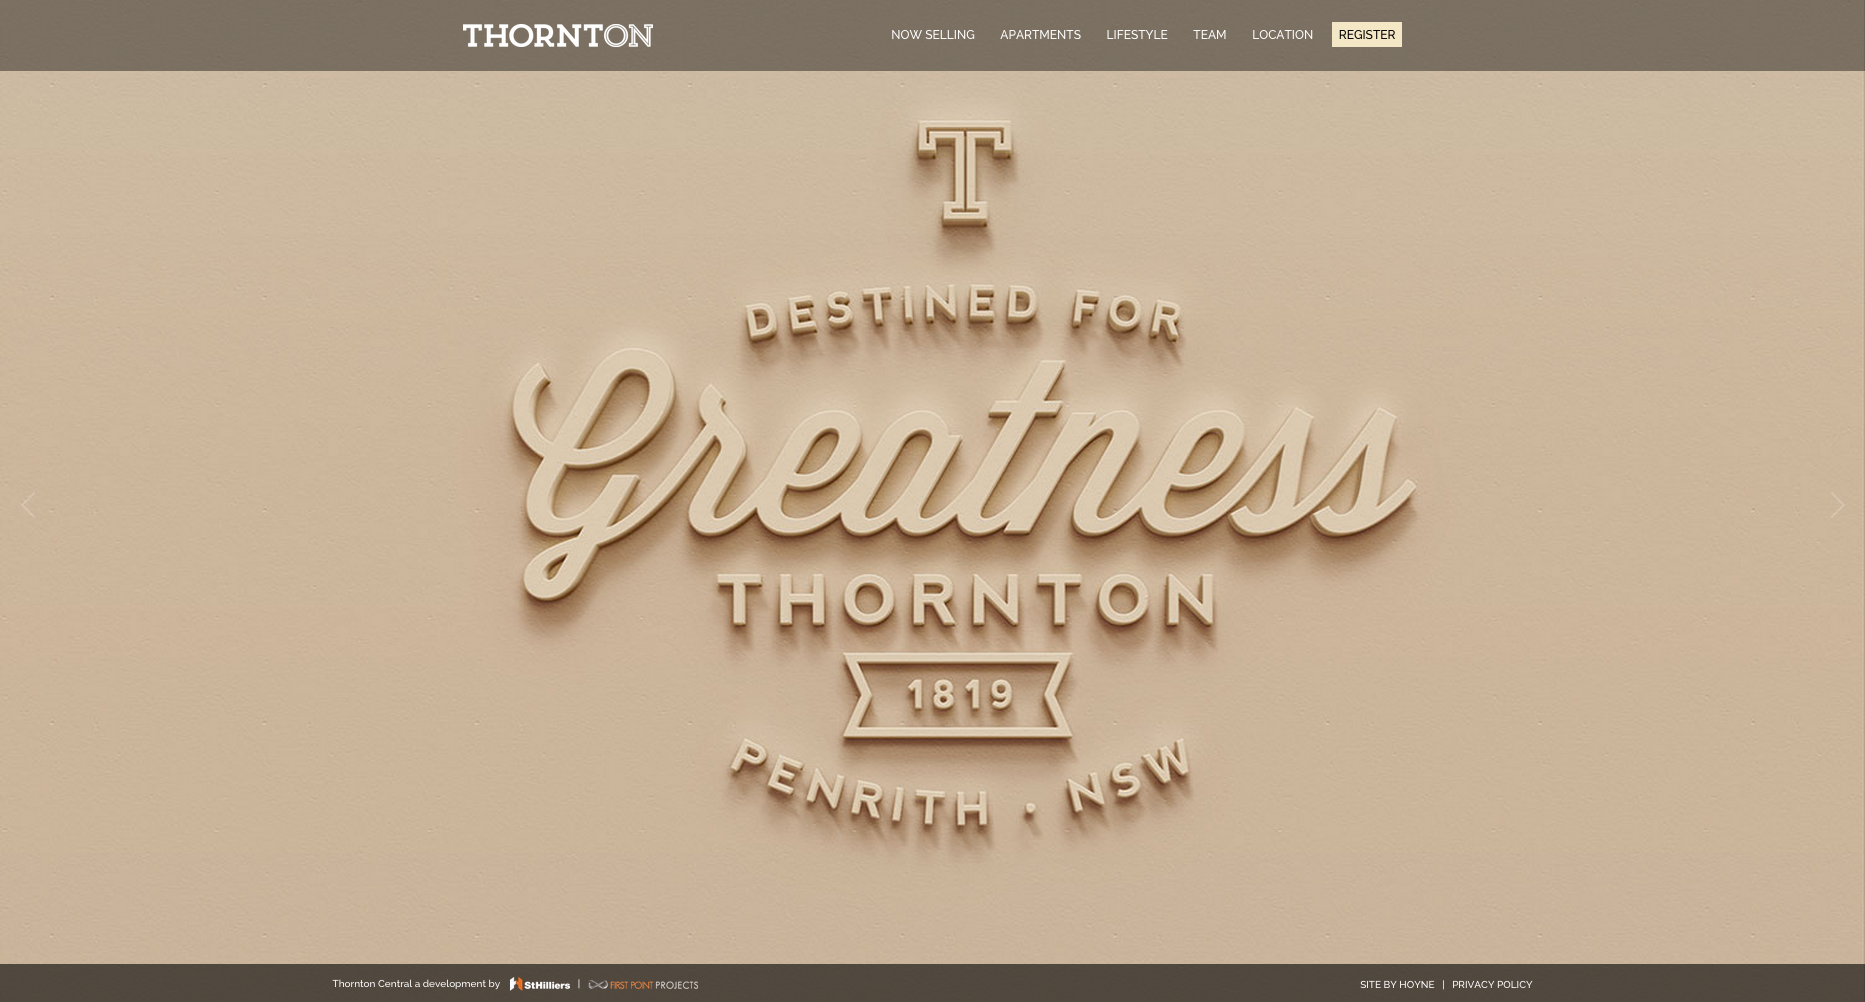 THORNTON
NOW SELLING APARTMENTS LIFESTYLE TEAM LOCATION REGISTER
T
DESTINED FOR
Greatness
THORNTON
1819
PENRITH · NSW
Thornton Central a development by StHilliers | FIRST POINT PROJECTS
SITE BY HOYNE | PRIVACY POLICY